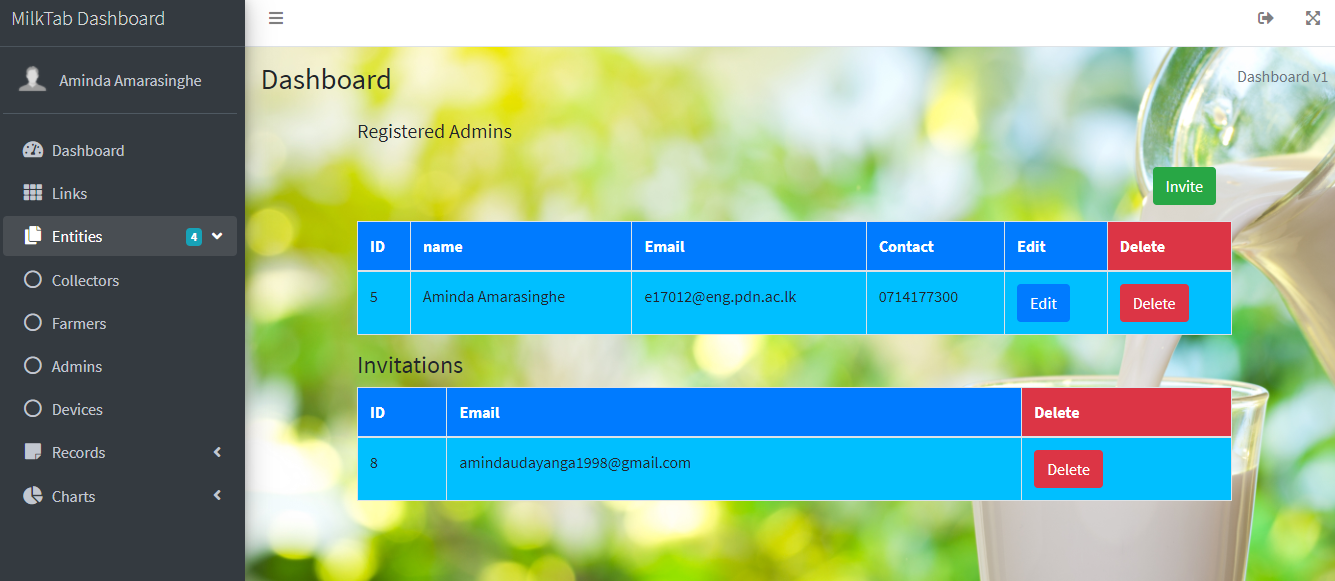 MilkTab Dashboard
Aminda Amarasinghe
Dashboard
Links
Entities 4
Collectors
Farmers
Admins
Devices
Records
Charts
Dashboard
Dashboard v1
Registered Admins
Invite
ID name Email Contact Edit Delete
5 Aminda Amarasinghe e17012@eng.pdn.ac.lk 0714177300 Edit Delete
Invitations
ID Email Delete
8 amindaudayanga1998@gmail.com Delete